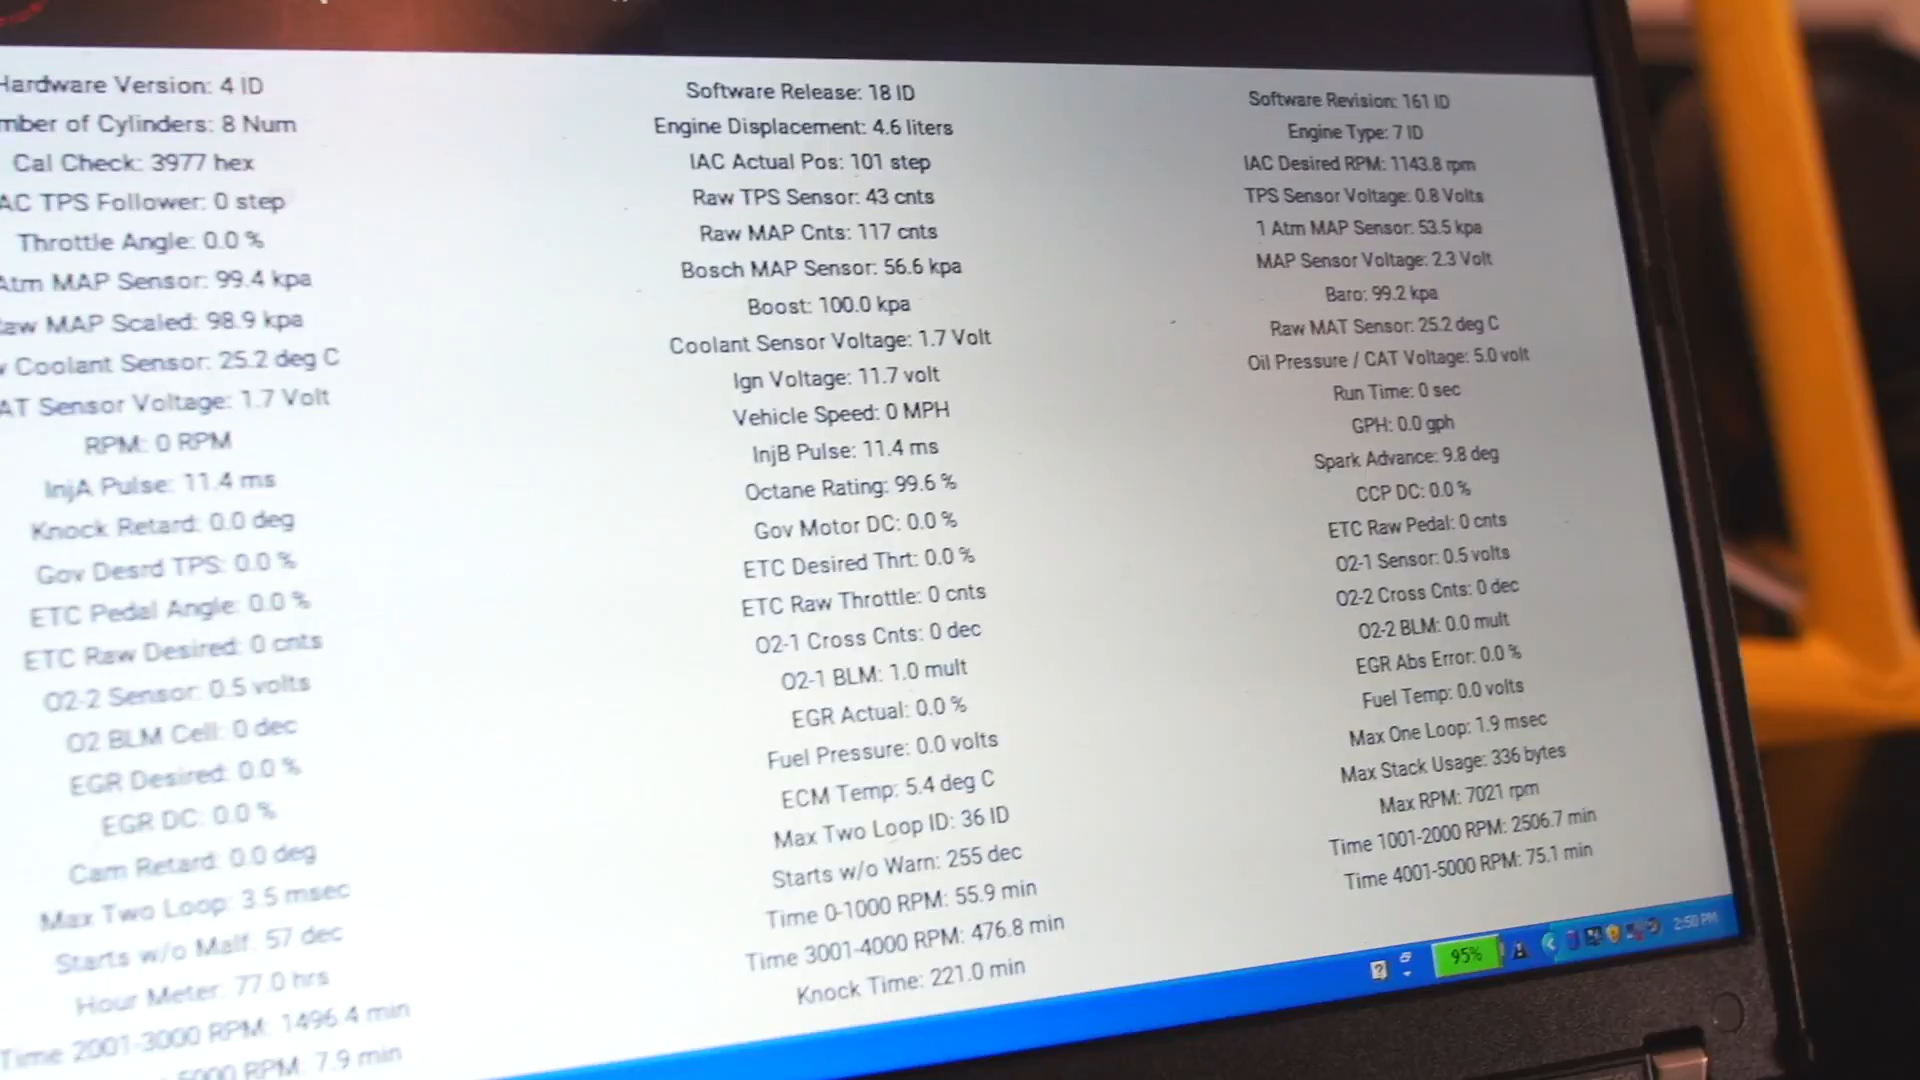 Hardware Version: 4 ID
Software Release: 18 ID
Software Revision: 161 ID
mber of Cylinders: 8 Num
Engine Displacement: 4.6 liters
Engine Type: 7 ID
Cal Check: 3977 hex
IAC Actual Pos: 101 step
IAC Desired RPM: 1143.8 rpm
AC TPS Follower: 0 step
Raw TPS Sensor: 43 cnts
TPS Sensor Voltage: 0.8 Volts
Throttle Angle: 0.0 %
Raw MAP Cnts: 117 cnts
1 Atm MAP Sensor: 53.5 kpa
Atm MAP Sensor: 99.4 kpa
Bosch MAP Sensor: 56.6 kpa
MAP Sensor Voltage: 2.3 Volt
aw MAP Scaled: 98.9 kpa
Boost: 100.0 kpa
Baro: 99.2 kpa
w Coolant Sensor: 25.2 deg C
Coolant Sensor Voltage: 1.7 Volt
Raw MAT Sensor: 25.2 deg C
AT Sensor Voltage: 1.7 Volt
Ign Voltage: 11.7 volt
Oil Pressure / CAT Voltage: 5.0 volt
RPM: 0 RPM
Vehicle Speed: 0 MPH
Run Time: 0 sec
InjA Pulse: 11.4 ms
InjB Pulse: 11.4 ms
GPH: 0.0 gph
Knock Retard: 0.0 deg
Octane Rating: 99.6 %
Spark Advance: 9.8 deg
Gov Desrd TPS: 0.0 %
Gov Motor DC: 0.0 %
CCP DC: 0.0 %
ETC Pedal Angle: 0.0 %
ETC Desired Thrt: 0.0 %
ETC Raw Pedal: 0 cnts
ETC Raw Desired: 0 cnts
ETC Raw Throttle: 0 cnts
O2-1 Sensor: 0.5 volts
O2-2 Sensor: 0.5 volts
O2-1 Cross Cnts: 0 dec
O2-2 Cross Cnts: 0 dec
O2 BLM Cell: 0 dec
O2-1 BLM: 1.0 mult
O2-2 BLM: 0.0 mult
EGR Desired: 0.0 %
EGR Actual: 0.0 %
EGR Abs Error: 0.0 %
EGR DC: 0.0 %
Fuel Pressure: 0.0 volts
Fuel Temp: 0.0 volts
Cam Retard: 0.0 deg
ECM Temp: 5.4 deg C
Max One Loop: 1.9 msec
Max Two Loop: 3.5 msec
Max Two Loop ID: 36 ID
Max Stack Usage: 336 bytes
Starts w/o Malf: 57 dec
Starts w/o Warn: 255 dec
Max RPM: 7021 rpm
Hour Meter: 77.0 hrs
Time 0-1000 RPM: 55.9 min
Time 1001-2000 RPM: 2506.7 min
Time 2001-3000 RPM: 1496.4 min
Time 3001-4000 RPM: 476.8 min
Time 4001-5000 RPM: 75.1 min
5000 RPM: 7.9 min
Knock Time: 221.0 min
95%
2:50 PM